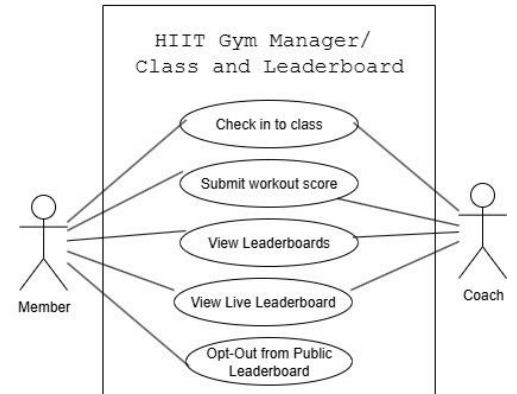 HIIT Gym Manager/
Class and Leaderboard
Check in to class
Submit workout score
View Leaderboards
View Live Leaderboard
Opt-Out from Public
Leaderboard
Member
Coach